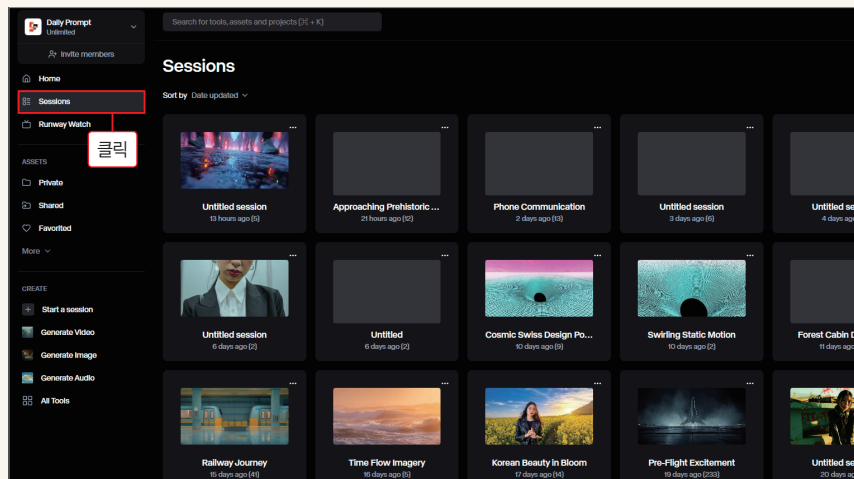 Daily Prompt
Unlimited
Invite members
Home
Sessions
Runway Watch
클릭
ASSETS
Private
Shared
Favorited
More
CREATE
Start a session
Generate Video
Generate Image
Generate Audio
All Tools
Search for tools, assets and projects (⌘ + K)
Sessions
Sort by Date updated
Untitled session
13 hours ago (5)
Approaching Prehistoric ...
21 hours ago (12)
Phone Communication
2 days ago (13)
Untitled session
3 days ago (6)
Untitled se
4 days ago
Untitled session
6 days ago (2)
Untitled
6 days ago (2)
Cosmic Swiss Design Po...
10 days ago (9)
Swirling Static Motion
10 days ago (2)
Forest Cabin D
11 days ago
Railway Journey
15 days ago (41)
Time Flow Imagery
16 days ago (5)
Korean Beauty in Bloom
17 days ago (14)
Pre-Flight Excitement
19 days ago (233)
Untitled se
20 days ago